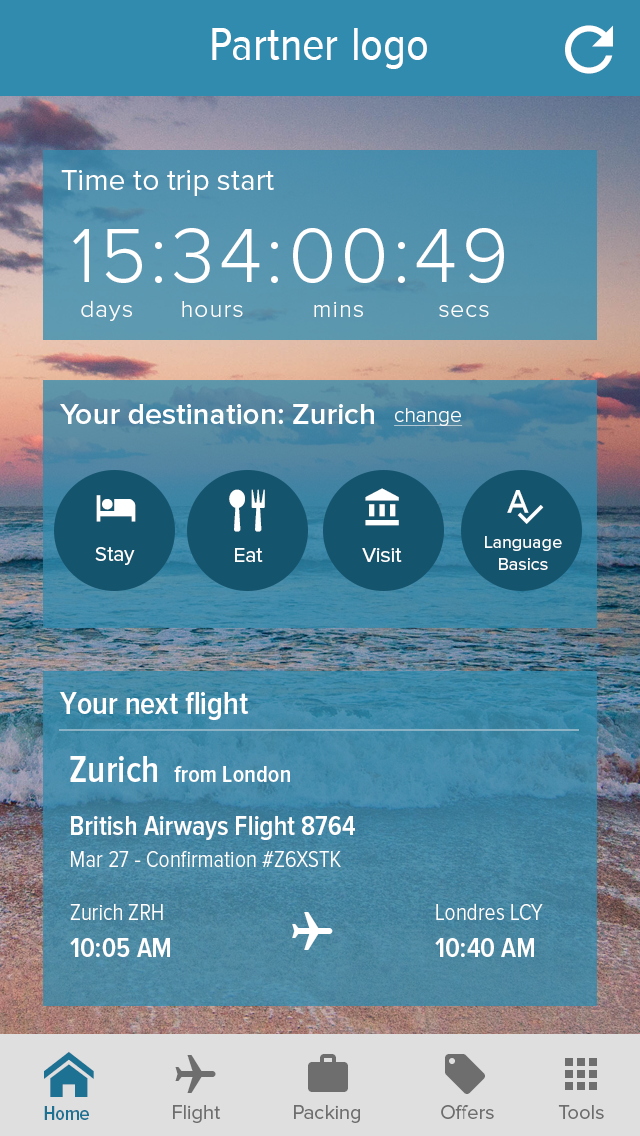 Partner logo
Time to trip start
15:34:00:49
days hours mins secs
Your destination: Zurich change
Stay Eat Visit Language Basics
Your next flight
Zurich from London
British Airways Flight 8764
Mar 27 - Confirmation #Z6XSTK
Zurich ZRH Londres LCY
10:05 AM 10:40 AM
Home Flight Packing Offers Tools